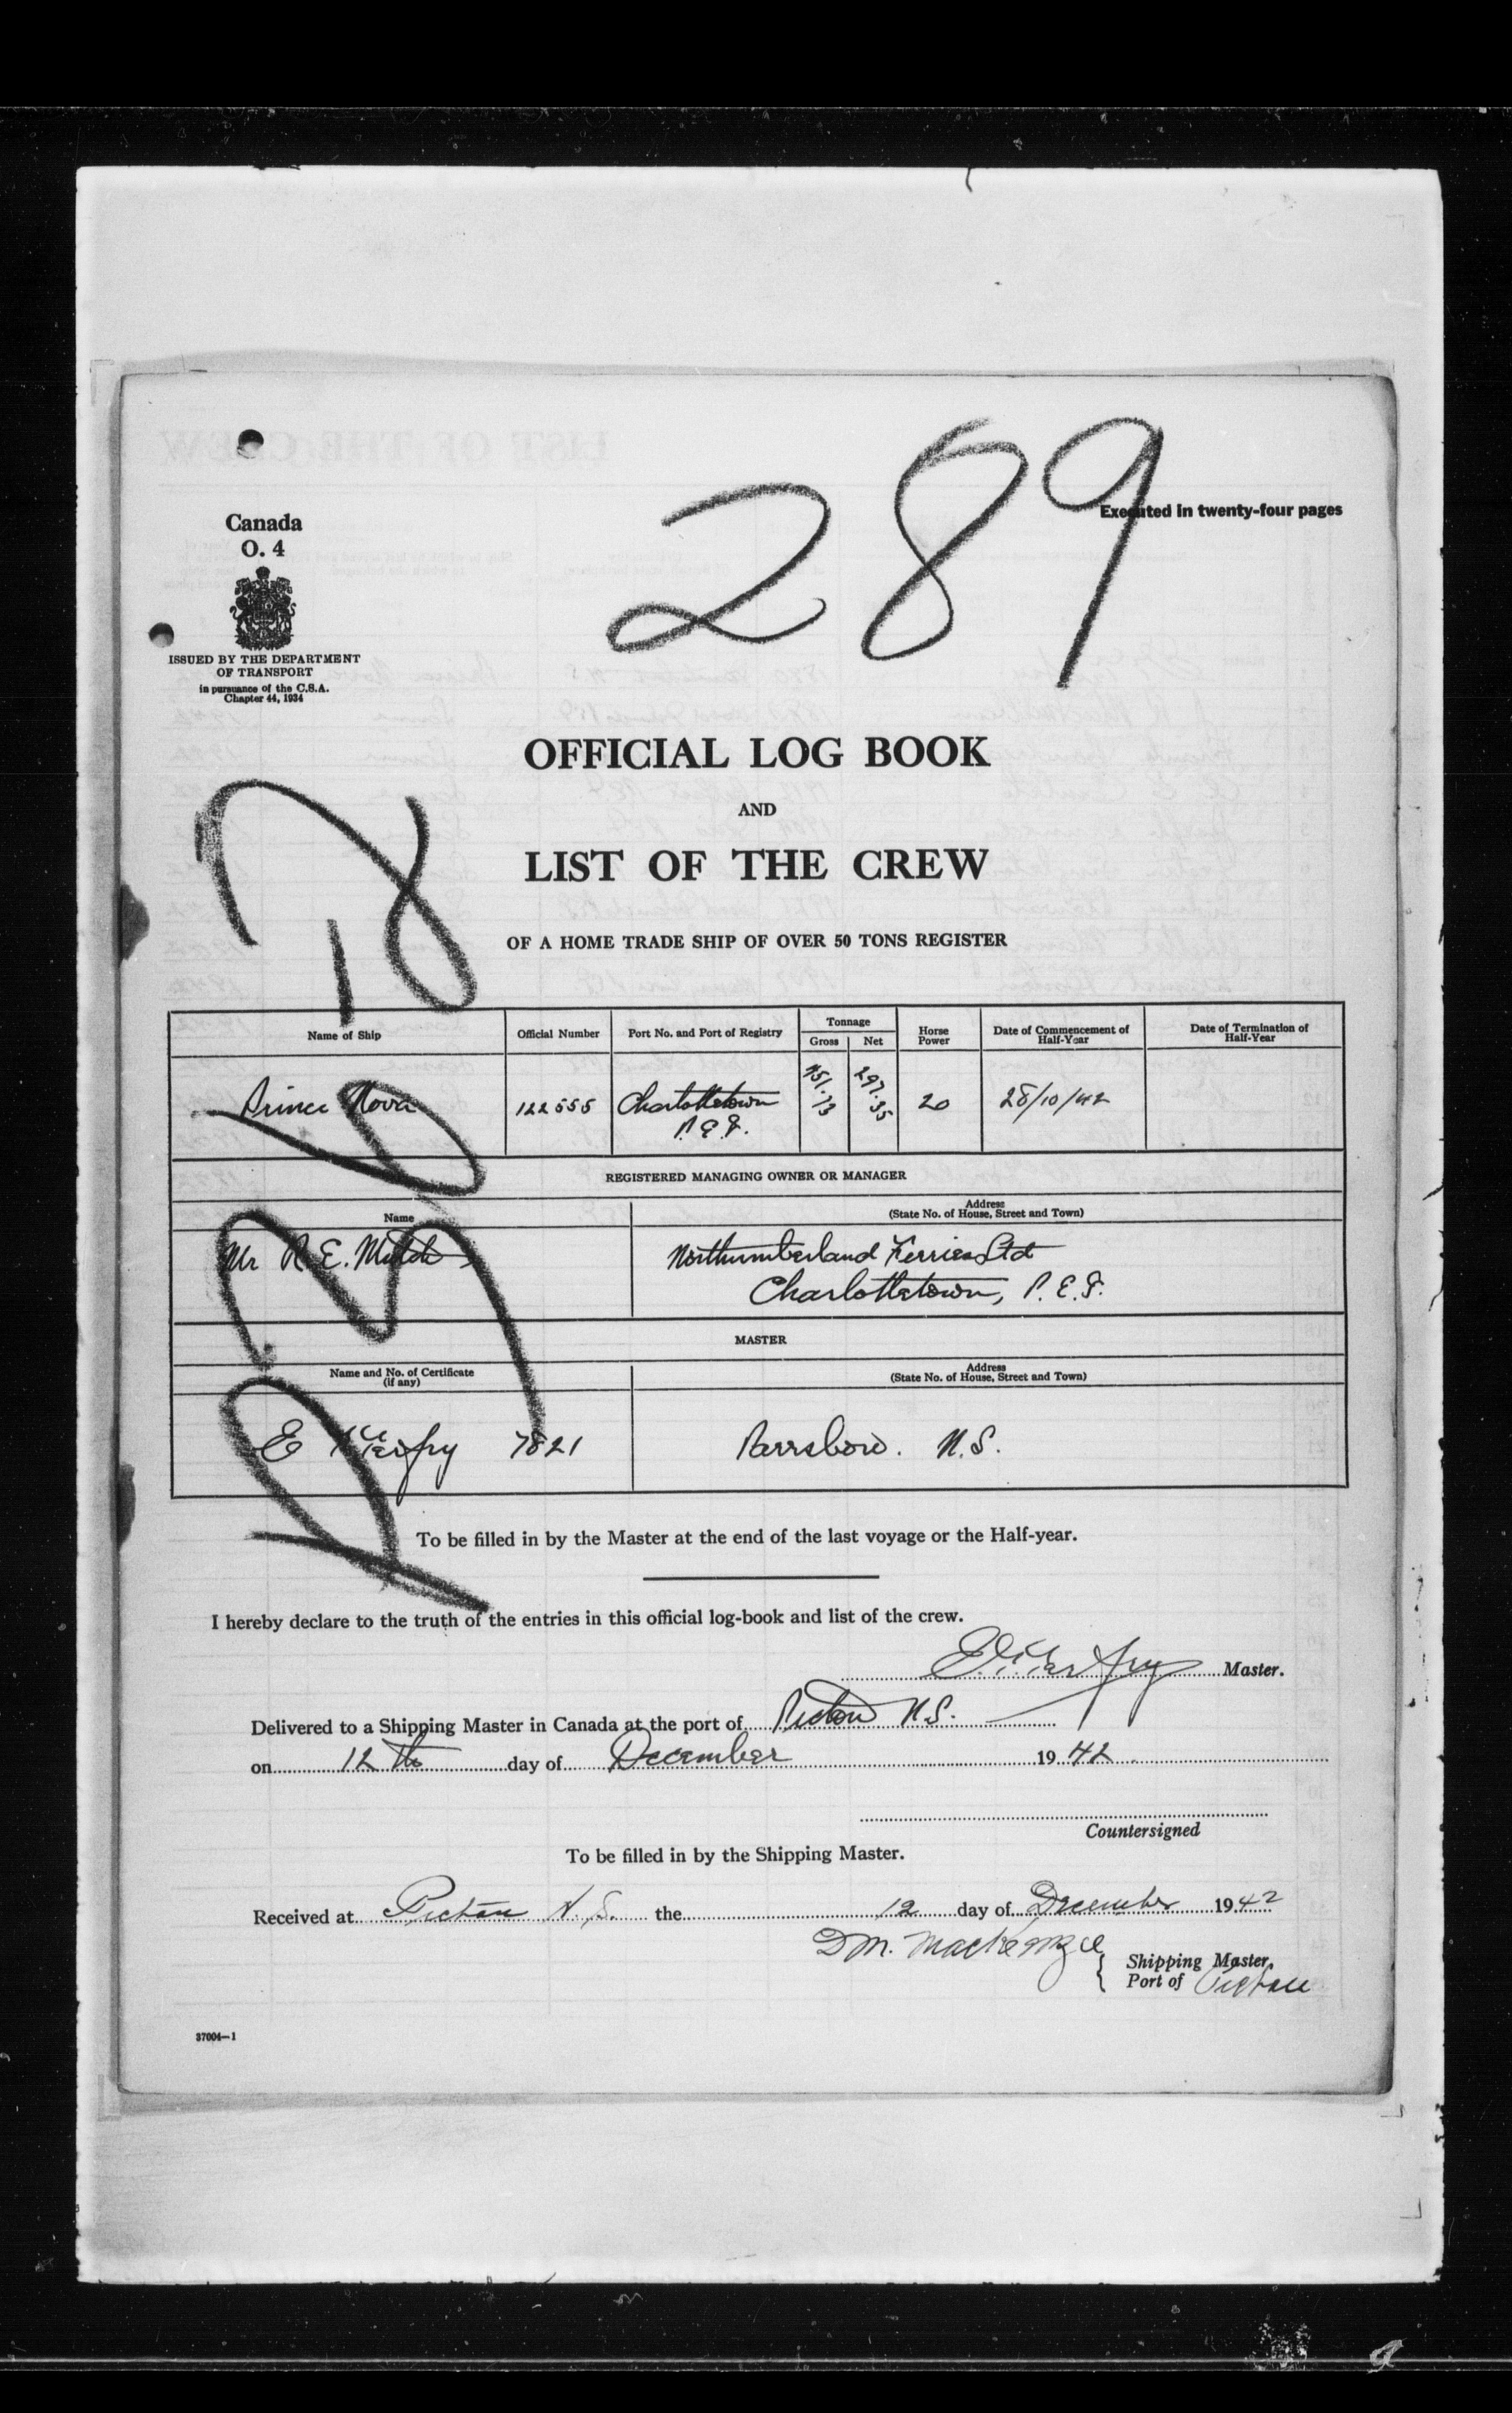 289
Executed in twenty-four pages
Canada
O. 4
ISSUED BY THE DEPARTMENT
OF TRANSPORT
in pursuance of the C.S.A.
Chapter 44, 1934
OFFICIAL LOG BOOK
AND
LIST OF THE CREW
OF A HOME TRADE SHIP OF OVER 50 TONS REGISTER
Name of Ship Official Number Port No. and Port of Registry Tonnage Gross Net Horse Power Date of Commencement of Half-Year Date of Termination of Half-Year
Prince Nova 122555 Charlottetown 297.35 20 28/10/42
P.E.I.
REGISTERED MANAGING OWNER OR MANAGER
Name Address
(State No. of House, Street and Town)
Mr R.E. Northumberland Ferries Ltd
Charlottetown, P.E.I.
MASTER
Name and No. of Certificate
(if any)
Address
(State No. of House, Street and Town)
E 7821 Parrsboro. N.S.
To be filled in by the Master at the end of the last voyage or the Half-year.
I hereby declare to the truth of the entries in this official log-book and list of the crew.
Master.
Delivered to a Shipping Master in Canada at the port of Pictou N.S.
on 12th day of December 1942
Countersigned
To be filled in by the Shipping Master.
Received at Pictou N.S. the 12 day of December 1942
D M. MacKenzie
Shipping Master,
Port of Pictou
37004—1